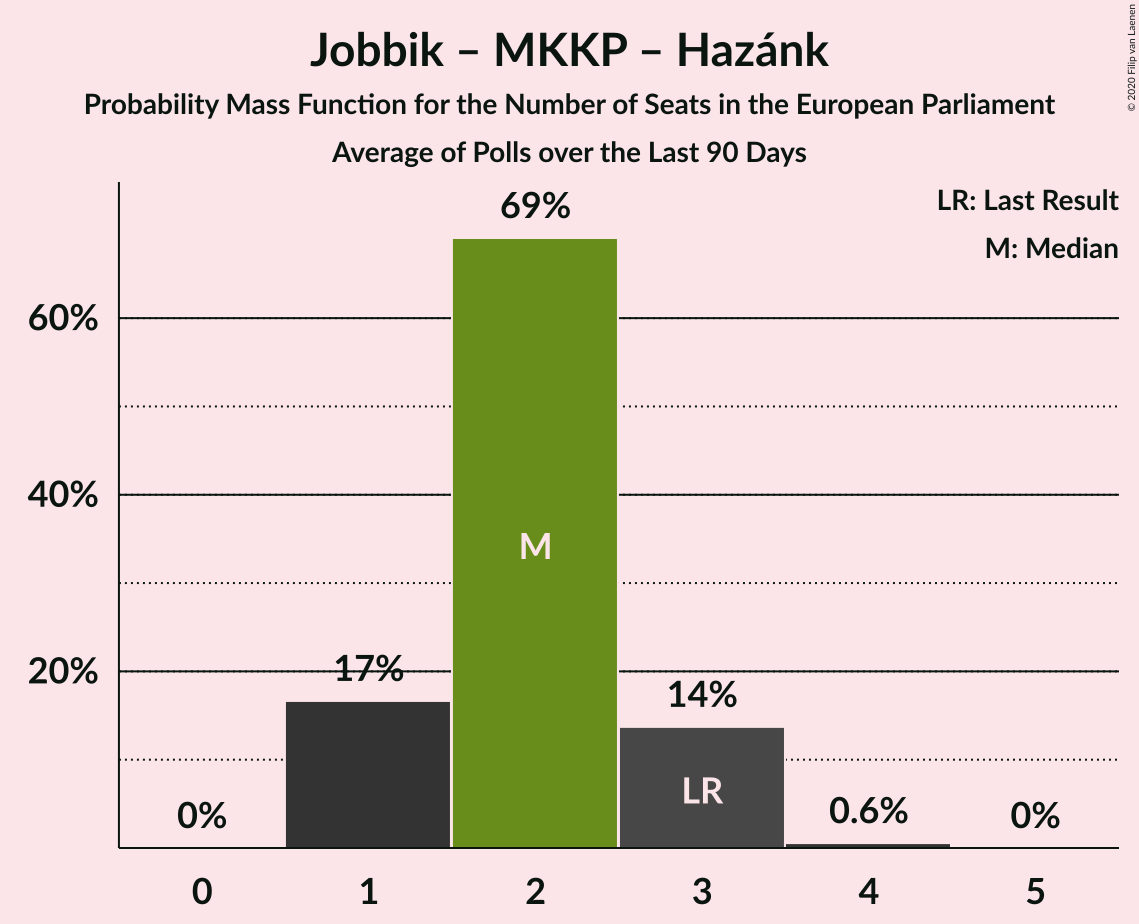 Jobbik – MKKP – Hazánk
Probability Mass Function for the Number of Seats in the European Parliament
Average of Polls over the Last 90 Days
© 2020 Filip van Laenen
LR: Last Result
M: Median
69%
60%
40%
M
20%
17%
14%
LR
0%
0.6%
0%
0 1 2 3 4 5